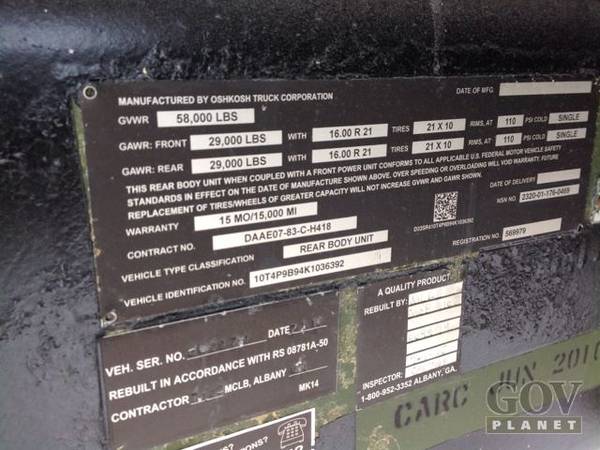 MANUFACTURED BY OSHKOSH TRUCK CORPORATION DATE OF MFG.
GVWR 58,000 LBS
GAWR: FRONT 29,000 LBS WITH 16.00 R 21 TIRES 21 X 10 RIMS, AT 110 PSI COLD SINGLE
GAWR: REAR 29,000 LBS WITH 16.00 R 21 TIRES 21 X 10 RIMS, AT 110 PSI COLD SINGLE
THIS REAR BODY UNIT WHEN COUPLED WITH A FRONT POWER UNIT CONFORMS TO ALL APPLICABLE U.S. FEDERAL MOTOR VEHICLE SAFETY
STANDARDS IN EFFECT ON THE DATE OF MANUFACTURE SHOWN ABOVE. OVER SPEEDING OR OVERLOADING WILL VOID WARRANTY. FUTURE
REPLACEMENT OF TIRES/WHEELS OF GREATER CAPACITY WILL NOT INCREASE GVWR AND GAWR SHOWN.
WARRANTY 15 MO/15,000 MI DATE OF DELIVERY
CONTRACT NO. DAAE07-83-C-H418 NSN NO. 2320-01-176-0469
VEHICLE TYPE CLASSIFICATION REAR BODY UNIT REGISTRATION NO. 569979
VEHICLE IDENTIFICATION NO. 10T4P9B94K1036392
VEH. SER. NO. DATE
REBUILT IN ACCORDANCE WITH RS 08781A-50
CONTRACTOR MCLB, ALBANY MK14
A QUALITY PRODUCT
REBUILT BY:
INSPECTOR
1-800-952-3352 ALBANY, GA.
CARC JUN 2010
GOV
PLANET